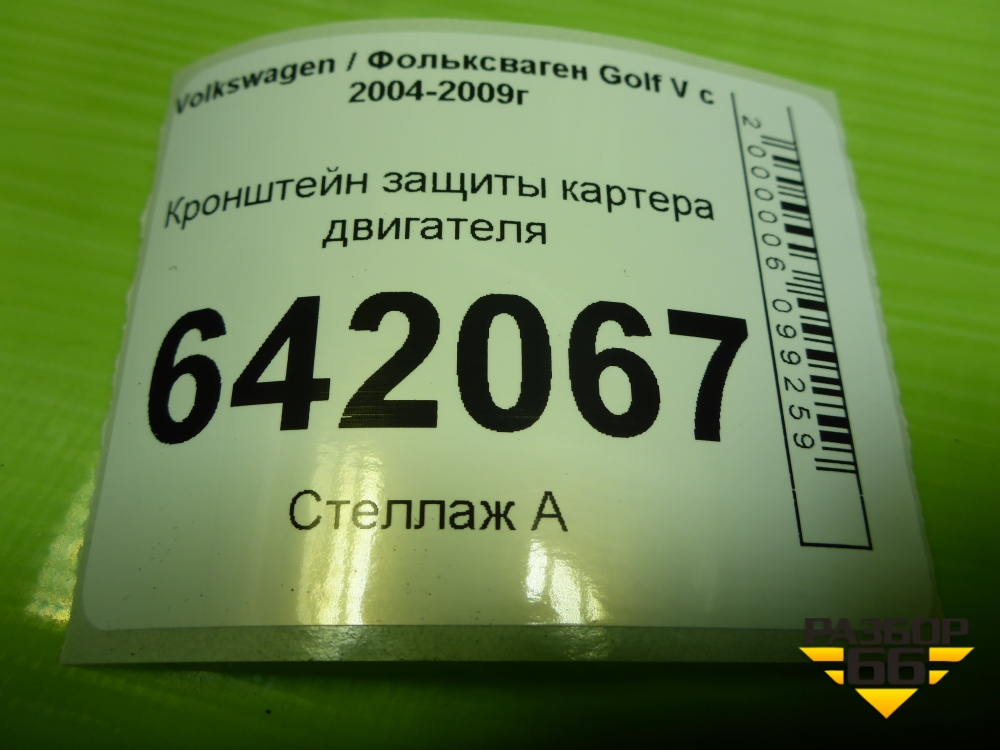 Volkswagen / Фольксваген Golf V с
2004-2009г
Кронштейн защиты картера
двигателя
642067
Стеллаж А
2000006099259
РАЗБОР
66